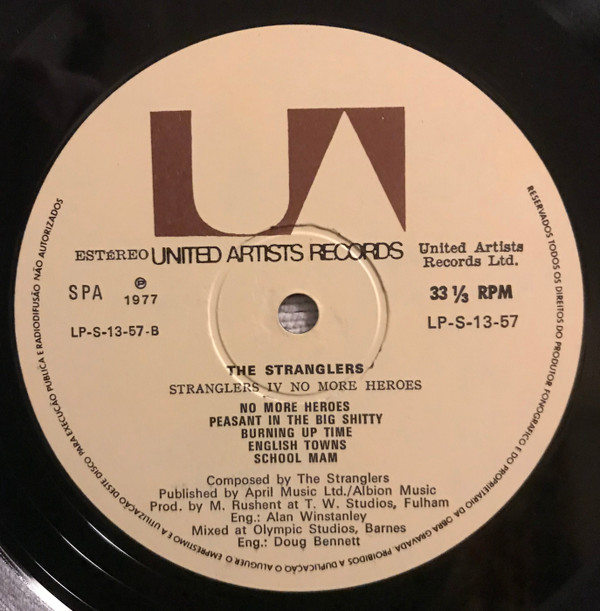 UA
ESTÉREO UNITED ARTISTS RECORDS
United Artists
Records Ltd.
SPA
℗
1977
33 ⅓ RPM
LP-S-13-57-B
LP-S-13-57
THE STRANGLERS
STRANGLERS IV NO MORE HEROES
NO MORE HEROES
PEASANT IN THE BIG SHITTY
BURNING UP TIME
ENGLISH TOWNS
SCHOOL MAM
Composed by The Stranglers
Published by April Music Ltd./Albion Music
Prod. by M. Rushent at T. W. Studios, Fulham
Eng.: Alan Winstanley
Mixed at Olympic Studios, Barnes
Eng.: Doug Bennett
RESERVADOS TODOS OS DIREITOS DO PRODUTOR FONOGRÁFICO E DO PROPRIETÁRIO DA OBRA GRAVADA PROIBIDOS A DUPLICAÇÃO O ALUGUER O EMPRÉSTIMO E A UTILIZAÇÃO DESTE DISCO PARA EXECUÇÃO PÚBLICA E RADIODIFUSÃO NÃO AUTORIZADOS